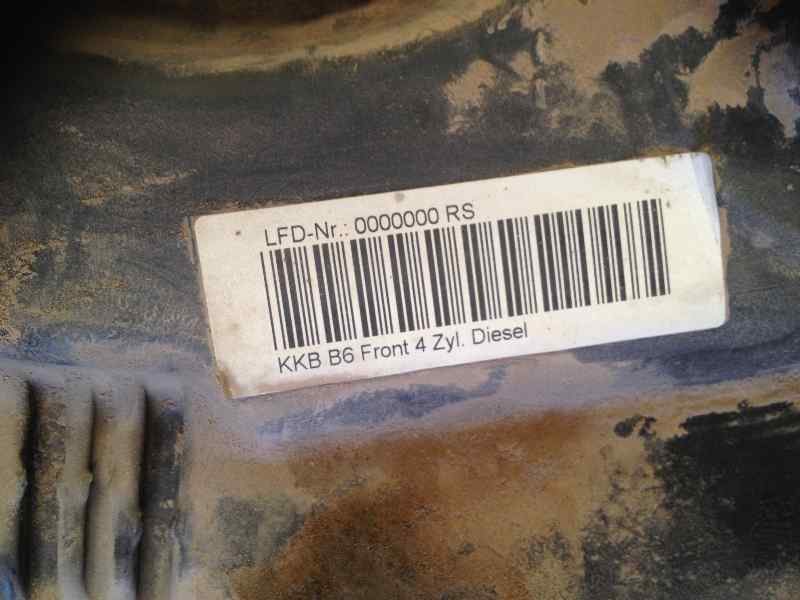 LFD-Nr.: 0000000 RS
KKB B6 Front 4 Zyl. Diesel